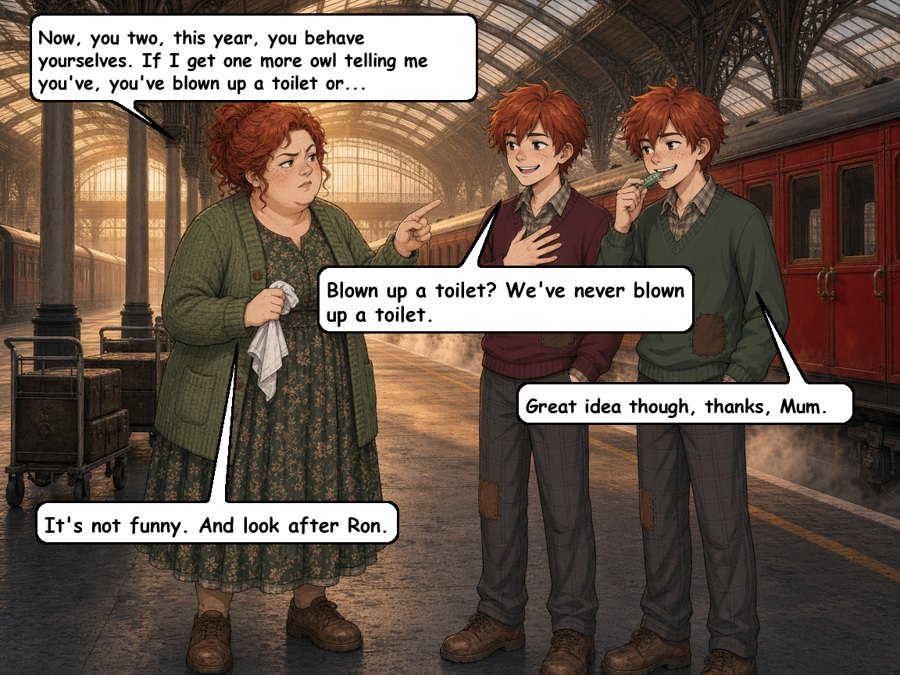 Now, you two, this year, you behave
yourselves. If I get one more owl telling me
you've, you've blown up a toilet or...
Blown up a toilet? We've never blown
up a toilet.
Great idea though, thanks, Mum.
It's not funny. And look after Ron.